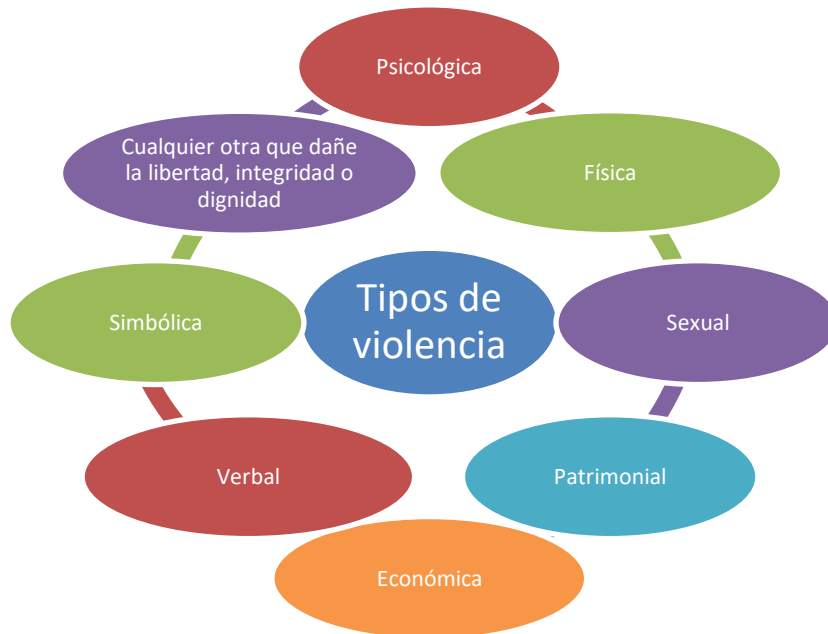 Psicológica
Cualquier otra que dañe
la libertad, integridad o
dignidad
Física
Simbólica
Tipos de
violencia
Sexual
Verbal
Patrimonial
Económica